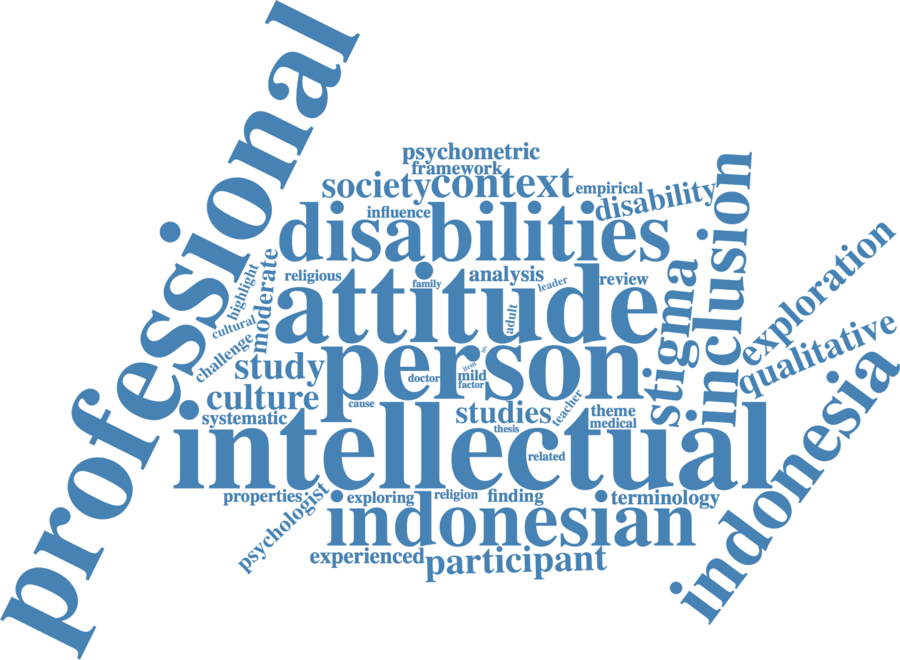 professional
psychometric
framework
society
context
empirical
disability
influence
disabilities
inclusion
religious
family
analysis
leader
review
highlight
moderate
attitude
stigma
exploration
cultural
adult
challenge
study
person
doctor
item
mild
factor
qualitative
culture
cause
systematic
studies
thesis
teacher
theme
medical
intellectual
related
indonesia
properties
psychologist
exploring
religion
finding
terminology
indonesian
experienced
participant